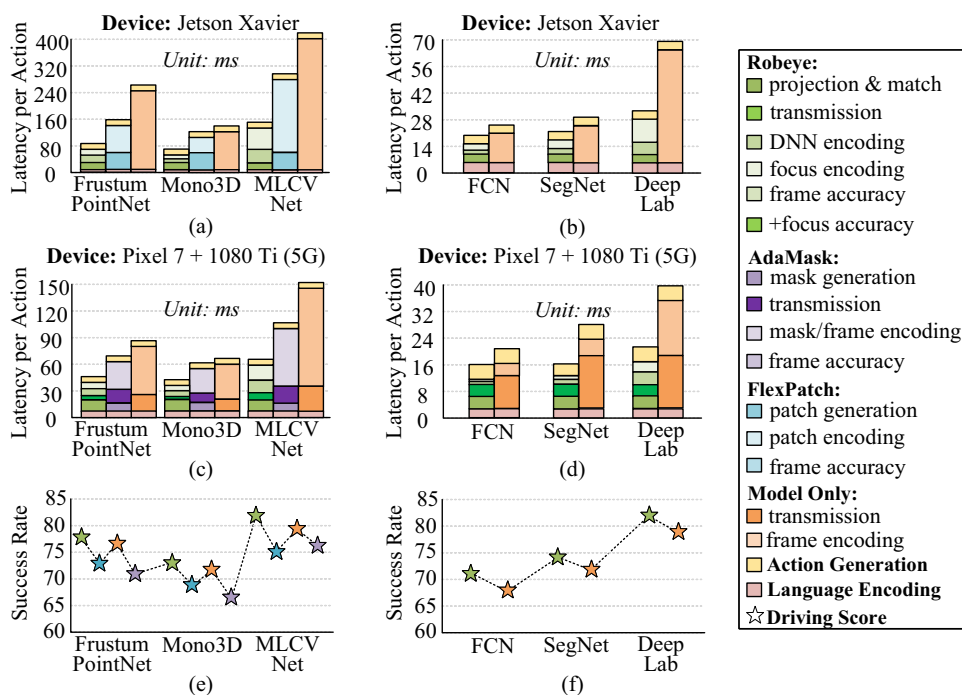 Device: Jetson Xavier
Latency per Action
Unit: ms
400
320
240
160
80
0
Frustum
PointNet
Mono3D
MLCV
Net
(a)
Device: Jetson Xavier
Latency per Action
Unit: ms
70
56
42
28
14
0
FCN
SegNet
Deep
Lab
(b)
Device: Pixel 7 + 1080 Ti (5G)
Latency per Action
Unit: ms
150
120
90
60
30
0
Frustum
PointNet
Mono3D
MLCV
Net
(c)
Device: Pixel 7 + 1080 Ti (5G)
Latency per Action
Unit: ms
40
32
24
16
8
0
FCN
SegNet
Deep
Lab
(d)
Success Rate
85
80
75
70
65
60
Frustum
PointNet
Mono3D
MLCV
Net
(e)
Success Rate
85
80
75
70
65
60
FCN
SegNet
Deep
Lab
(f)
Robeye:
projection & match
transmission
DNN encoding
focus encoding
frame accuracy
+focus accuracy
AdaMask:
mask generation
transmission
mask/frame encoding
frame accuracy
FlexPatch:
patch generation
patch encoding
frame accuracy
Model Only:
transmission
frame encoding
Action Generation
Language Encoding
Driving Score